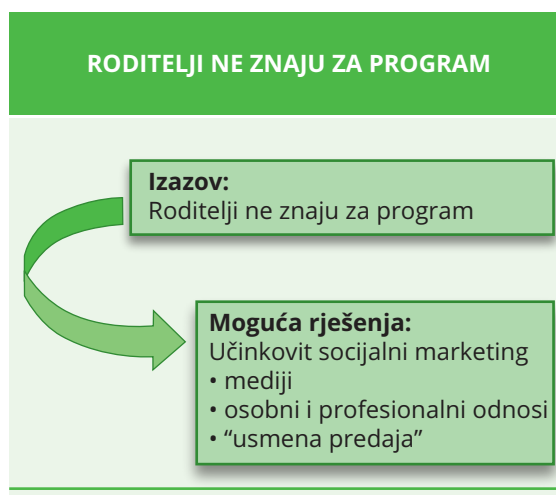 RODITELJI NE ZNAJU ZA PROGRAM
Izazov:
Roditelji ne znaju za program
Moguća rješenja:
Učinkovit socijalni marketing
• mediji
• osobni i profesionalni odnosi
• “usmena predaja”